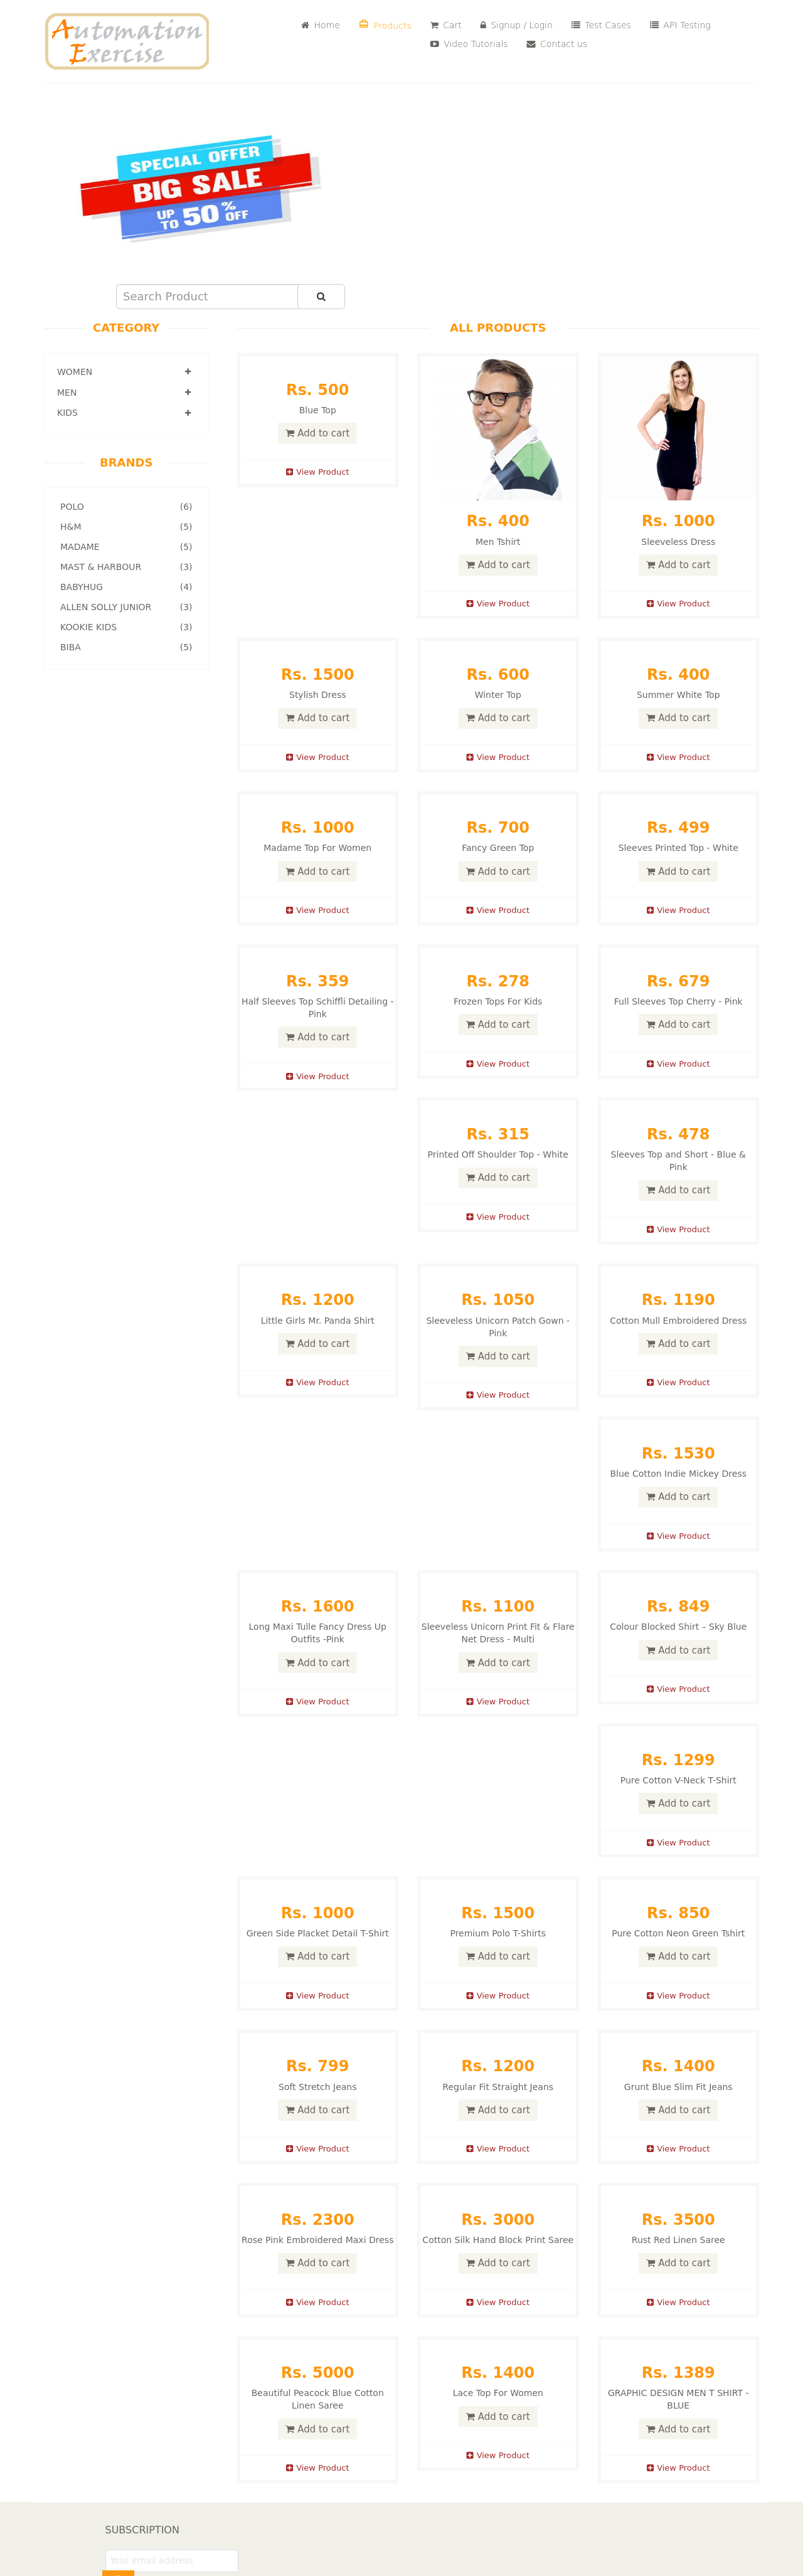 Automation
Exercise
Home
Products
Cart
Signup / Login
Test Cases
API Testing
Video Tutorials
Contact us
SPECIAL OFFER
BIG SALE
UP TO 50% OFF
Search Product
CATEGORY
WOMEN
MEN
KIDS
BRANDS
POLO (6)
H&M (5)
MADAME (5)
MAST & HARBOUR (3)
BABYHUG (4)
ALLEN SOLLY JUNIOR (3)
KOOKIE KIDS (3)
BIBA (5)
ALL PRODUCTS
Rs. 500
Blue Top
Add to cart
View Product
Rs. 400
Men Tshirt
Add to cart
View Product
Rs. 1000
Sleeveless Dress
Add to cart
View Product
Rs. 1500
Stylish Dress
Add to cart
View Product
Rs. 600
Winter Top
Add to cart
View Product
Rs. 400
Summer White Top
Add to cart
View Product
Rs. 1000
Madame Top For Women
Add to cart
View Product
Rs. 700
Fancy Green Top
Add to cart
View Product
Rs. 499
Sleeves Printed Top - White
Add to cart
View Product
Rs. 359
Half Sleeves Top Schiffli Detailing -
Pink
Add to cart
View Product
Rs. 278
Frozen Tops For Kids
Add to cart
View Product
Rs. 679
Full Sleeves Top Cherry - Pink
Add to cart
View Product
Rs. 315
Printed Off Shoulder Top - White
Add to cart
View Product
Rs. 478
Sleeves Top and Short - Blue &
Pink
Add to cart
View Product
Rs. 1200
Little Girls Mr. Panda Shirt
Add to cart
View Product
Rs. 1050
Sleeveless Unicorn Patch Gown -
Pink
Add to cart
View Product
Rs. 1190
Cotton Mull Embroidered Dress
Add to cart
View Product
Rs. 1530
Blue Cotton Indie Mickey Dress
Add to cart
View Product
Rs. 1600
Long Maxi Tulle Fancy Dress Up
Outfits -Pink
Add to cart
View Product
Rs. 1100
Sleeveless Unicorn Print Fit & Flare
Net Dress - Multi
Add to cart
View Product
Rs. 849
Colour Blocked Shirt – Sky Blue
Add to cart
View Product
Rs. 1299
Pure Cotton V-Neck T-Shirt
Add to cart
View Product
Rs. 1000
Green Side Placket Detail T-Shirt
Add to cart
View Product
Rs. 1500
Premium Polo T-Shirts
Add to cart
View Product
Rs. 850
Pure Cotton Neon Green Tshirt
Add to cart
View Product
Rs. 799
Soft Stretch Jeans
Add to cart
View Product
Rs. 1200
Regular Fit Straight Jeans
Add to cart
View Product
Rs. 1400
Grunt Blue Slim Fit Jeans
Add to cart
View Product
Rs. 2300
Rose Pink Embroidered Maxi Dress
Add to cart
View Product
Rs. 3000
Cotton Silk Hand Block Print Saree
Add to cart
View Product
Rs. 3500
Rust Red Linen Saree
Add to cart
View Product
Rs. 5000
Beautiful Peacock Blue Cotton
Linen Saree
Add to cart
View Product
Rs. 1400
Lace Top For Women
Add to cart
View Product
Rs. 1389
GRAPHIC DESIGN MEN T SHIRT -
BLUE
Add to cart
View Product
SUBSCRIPTION
Your email address